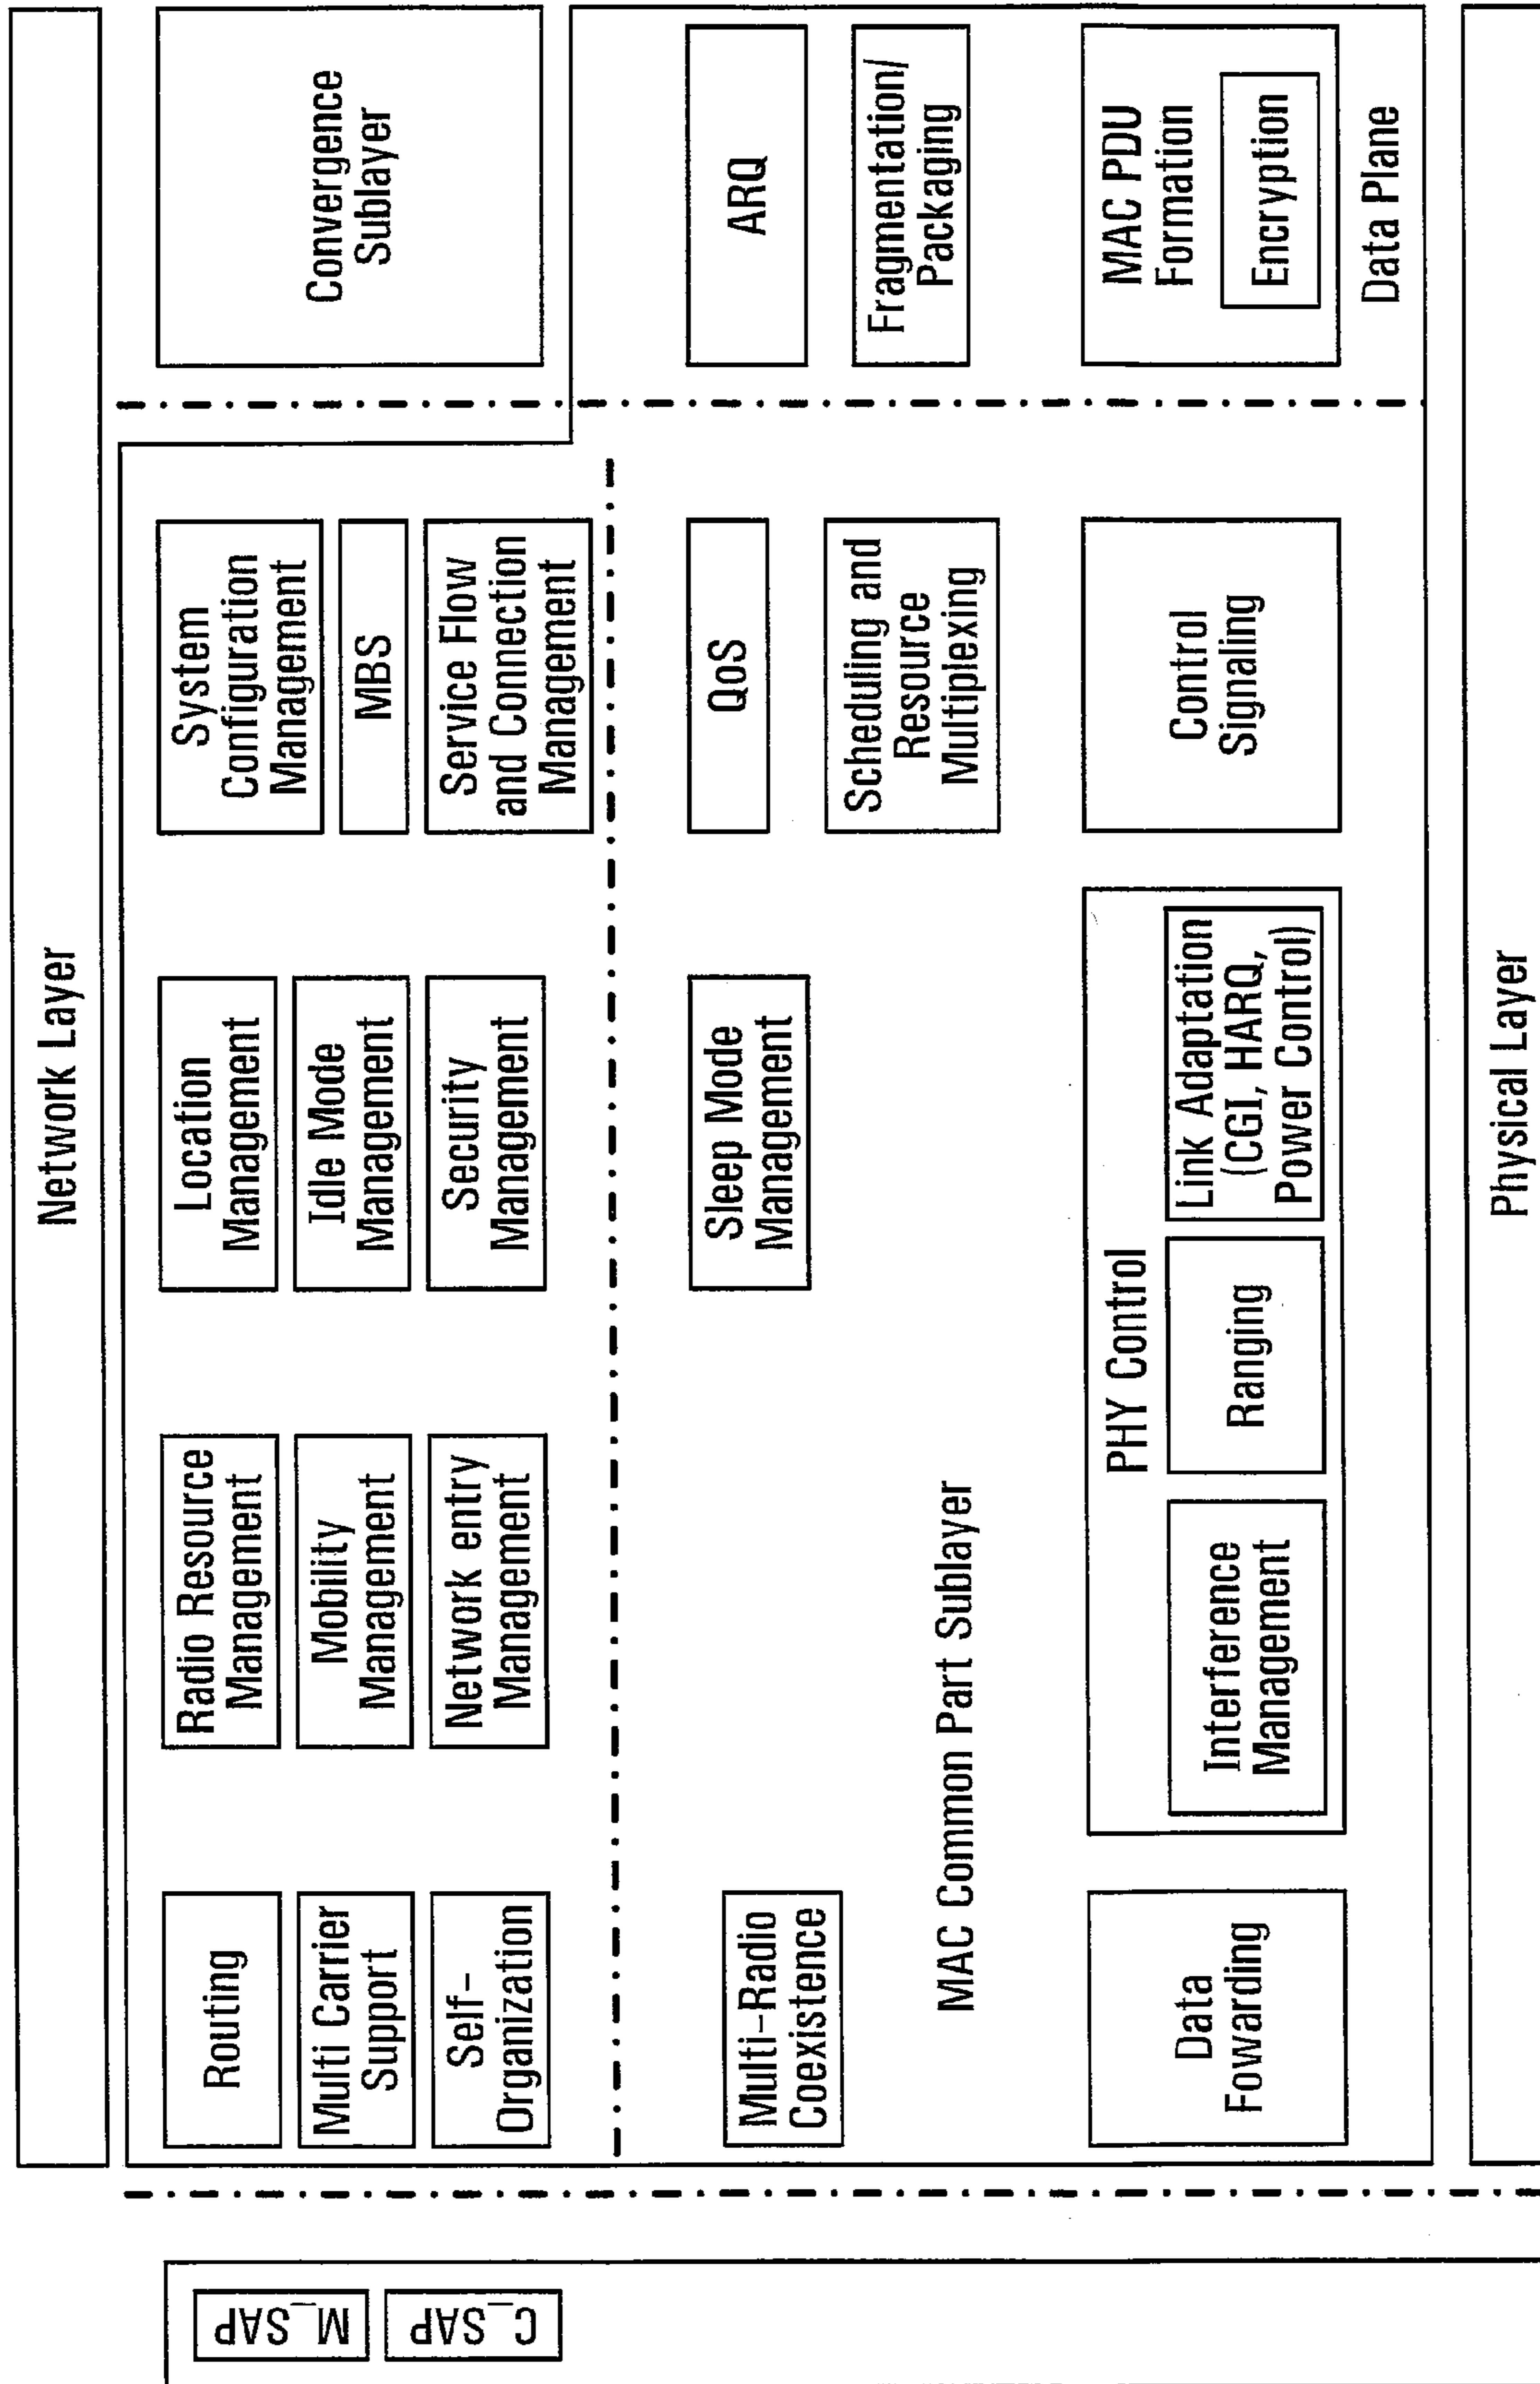 Network Layer
M_SAP
C_SAP
Routing
Multi Carrier
Support
Self-
Organization
Radio Resource
Management
Mobility
Management
Network entry
Management
Location
Management
Idle Mode
Management
Security
Management
System
Configuration
Management
MBS
Service Flow
and Connection
Management
Convergence
Sublayer
Multi-Radio
Coexistence
Sleep Mode
Management
QoS
Scheduling and
Resource
Multiplexing
ARQ
Fragmentation/
Packaging
MAC Common Part Sublayer
Data
Fowarding
PHY Control
Interference
Management
Ranging
Link Adaptation
(CGI, HARQ,
Power Control)
Control
Signaling
MAC PDU
Formation
Encryption
Data Plane
Physical Layer